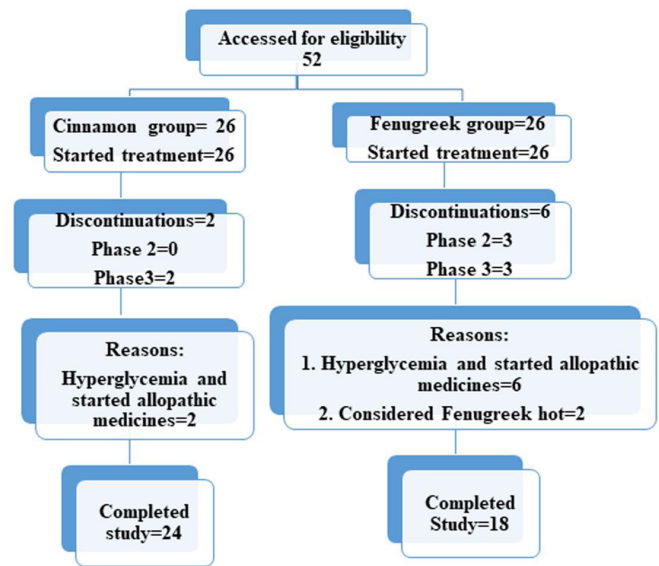 Accessed for eligibility
52
Cinnamon group= 26
Started treatment=26
Fenugreek group=26
Started treatment=26
Discontinuations=2
Phase 2=0
Phase3=2
Discontinuations=6
Phase 2=3
Phase 3=3
Reasons:
Hyperglycemia and
started allopathic
medicines=2
Reasons:
1. Hyperglycemia and started allopathic
medicines=6
2. Considered Fenugreek hot=2
Completed
study=24
Completed
Study=18